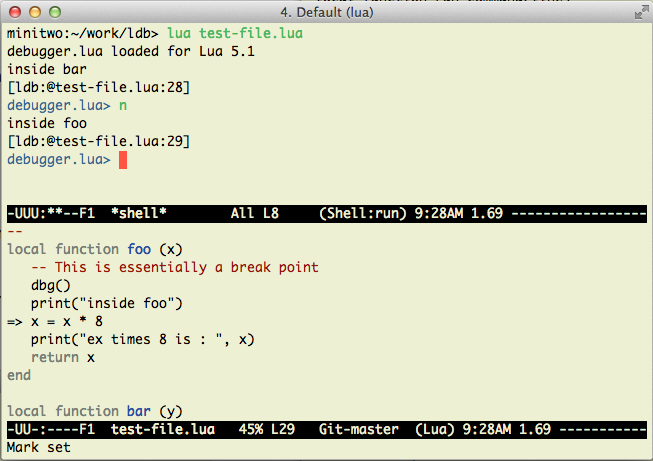 4. Default (lua)
minitwo:~/work/ldb> lua test-file.lua
debugger.lua loaded for Lua 5.1
inside bar
[ldb:@test-file.lua:28]
debugger.lua> n
inside foo
[ldb:@test-file.lua:29]
debugger.lua>
-UUU:**--F1  *shell*        All L8     (Shell:run) 9:28AM 1.69 -----------------
--
local function foo (x)
   -- This is essentially a break point
   dbg()
   print("inside foo")
=> x = x * 8
   print("ex times 8 is : ", x)
   return x
end
local function bar (y)
-UU-:----F1  test-file.lua   45% L29   Git-master  (Lua) 9:28AM 1.69 -----------
Mark set